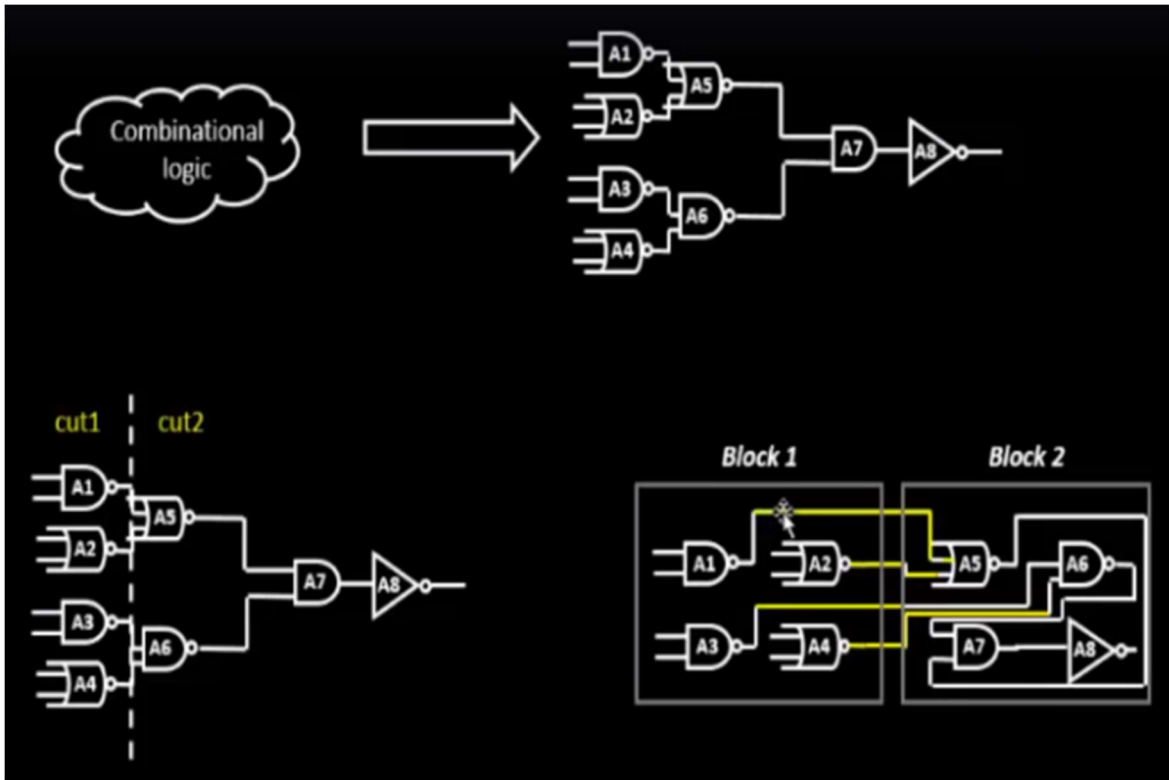 Combinational
logic
A1
A2
A5
A3
A4
A6
A7
A8
cut1 cut2
A1
A2
A5
A3
A4
A6
A7
A8
Block 1
A1
A2
A3
A4
Block 2
A5
A6
A7
A8